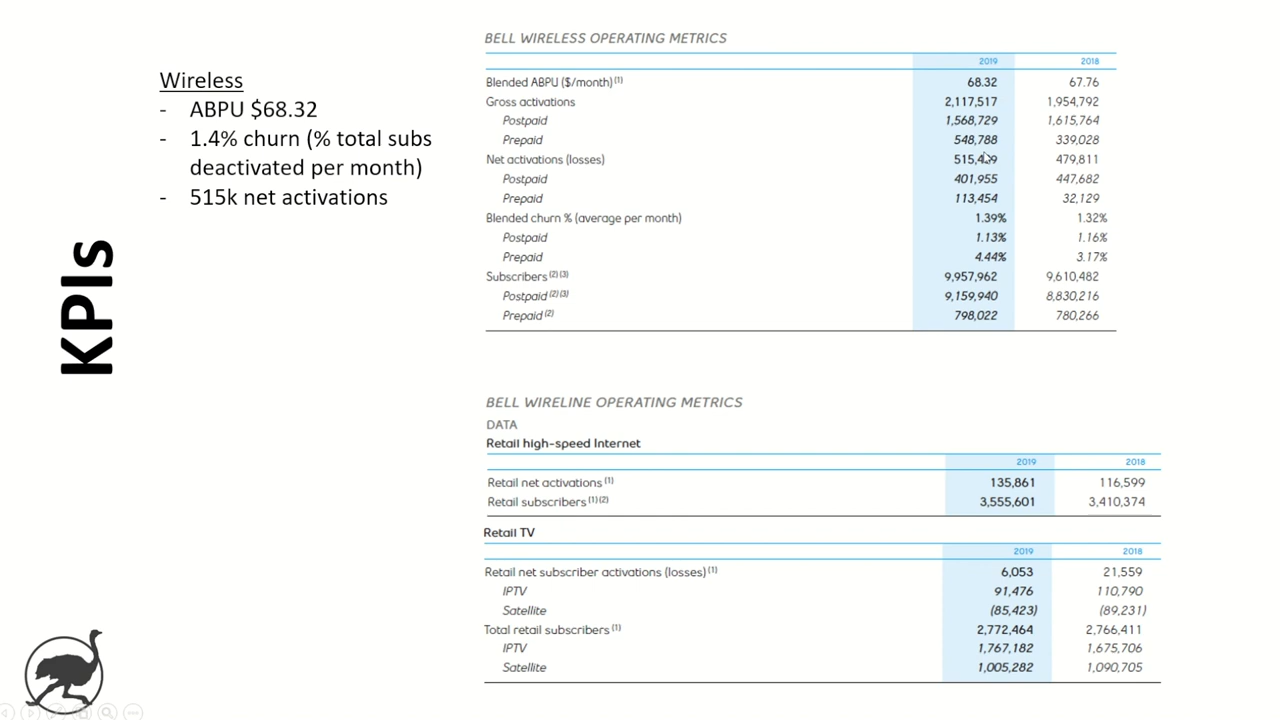 KPIs
Wireless
- ABPU $68.32
- 1.4% churn (% total subs
deactivated per month)
- 515k net activations
BELL WIRELESS OPERATING METRICS
2019 2018
Blended ABPU ($/month) (1) 68.32 67.76
Gross activations 2,117,517 1,954,792
Postpaid 1,568,729 1,615,764
Prepaid 548,788 339,028
Net activations (losses) 479,811
Postpaid 401,955 447,682
Prepaid 113,454 32,129
Blended churn % (average per month) 1.39% 1.32%
Postpaid 1.13% 1.16%
Prepaid 4.44% 3.17%
Subscribers (2) (3) 9,957,962 9,610,482
Postpaid (2) (3) 9,159,940 8,830,216
Prepaid (2) 798,022 780,266
BELL WIRELINE OPERATING METRICS
DATA
Retail high-speed Internet
2019 2018
Retail net activations (1) 135,861 116,599
Retail subscribers (1) (2) 3,555,601 3,410,374
Retail TV
2019 2018
Retail net subscriber activations (losses) (1) 6,053 21,559
IPTV 91,476 110,790
Satellite (85,423) (89,231)
Total retail subscribers (1) 2,772,464 2,766,411
IPTV 1,767,182 1,675,706
Satellite 1,005,282 1,090,705